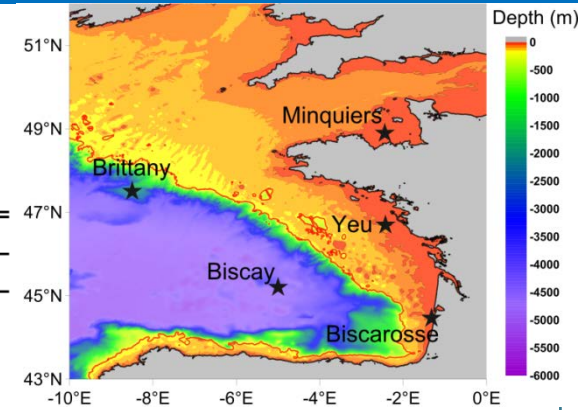 Depth (m)
51°N
49°N
47°N
45°N
43°N
-10°E
-8°E
-6°E
-4°E
-2°E
0°E
Minquiers
Brittany
Yeu
Biscay
Biscarosse
0
-500
-1000
-1500
-2000
-2500
-3000
-3500
-4000
-4500
-5000
-5500
-6000